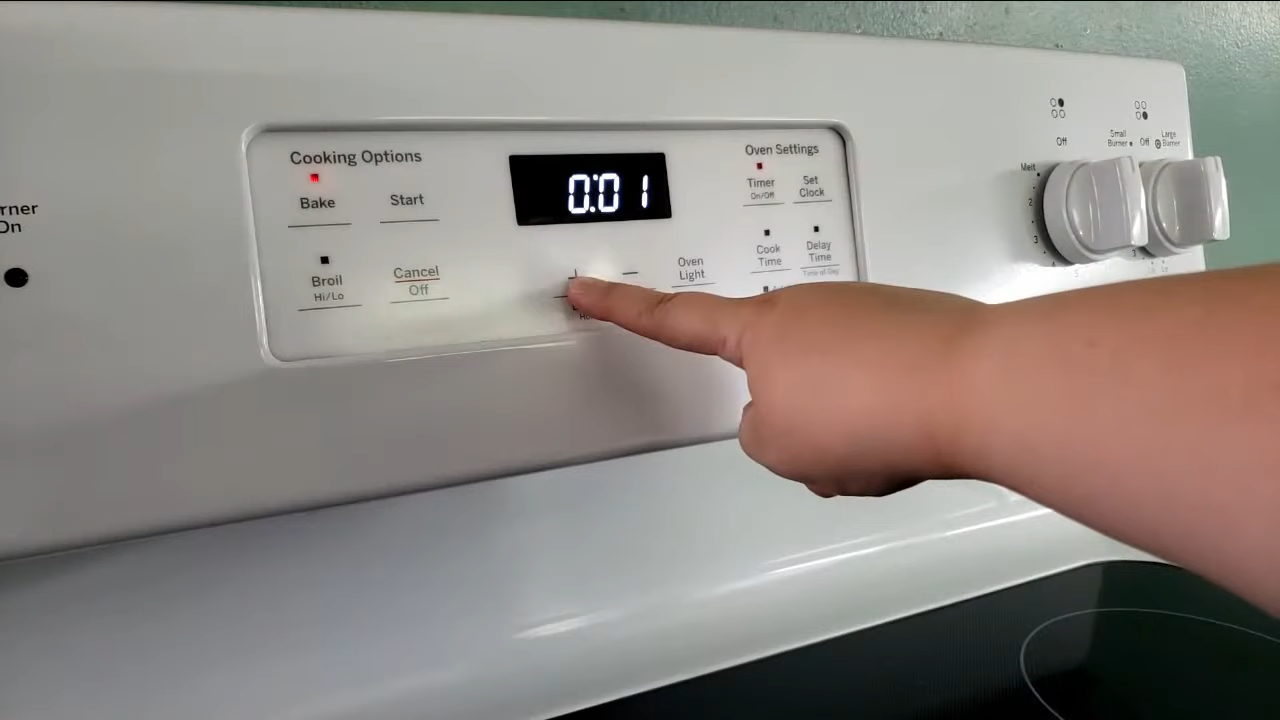 rner
On
Cooking Options
Bake
Start
Broil
Hi/Lo
Cancel
Off
0:01
+
−
Oven
Light
Oven Settings
Timer
On/Off
Set
Clock
Cook
Time
Delay
Time
Time of Day
Off
Melt
2
3
Small
Burner
Off
Large
Burner